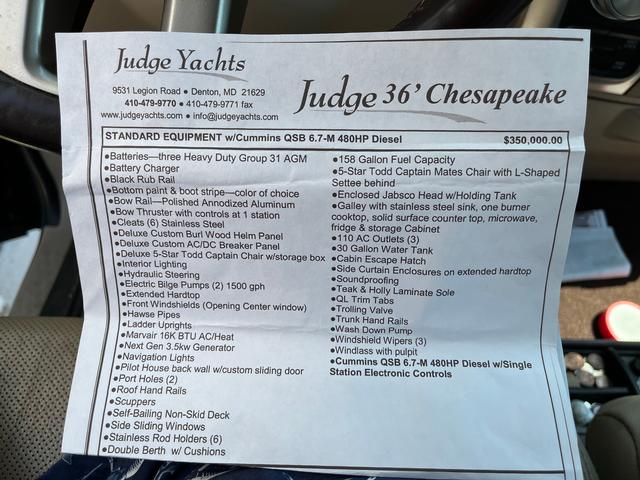 Judge Yachts
9531 Legion Road ● Denton, MD 21629
410-479-9770 ● 410-479-9771 fax
www.judgeyachts.com ● info@judgeyachts.com
Judge 36' Chesapeake
STANDARD EQUIPMENT w/Cummins QSB 6.7-M 480HP Diesel $350,000.00
●Batteries—three Heavy Duty Group 31 AGM
●Battery Charger
●Black Rub Rail
●Bottom paint & boot stripe—color of choice
●Bow Rail—Polished Annodized Aluminum
●Bow Thruster with controls at 1 station
●Cleats (6) Stainless Steel
●Deluxe Custom Burl Wood Helm Panel
●Deluxe Custom AC/DC Breaker Panel
●Deluxe 5-Star Todd Captain Chair w/storage box
●Interior Lighting
●Hydraulic Steering
●Electric Bilge Pumps (2) 1500 gph
●Extended Hardtop
●Front Windshields (Opening Center window)
●Hawse Pipes
●Ladder Uprights
●Marvair 16K BTU AC/Heat
●Next Gen 3.5kw Generator
●Navigation Lights
●Pilot House back wall w/custom sliding door
●Port Holes (2)
●Roof Hand Rails
●Scuppers
●Self-Bailing Non-Skid Deck
●Side Sliding Windows
●Stainless Rod Holders (6)
●Double Berth w/ Cushions
●158 Gallon Fuel Capacity
●5-Star Todd Captain Mates Chair with L-Shaped
Settee behind
●Enclosed Jabsco Head w/Holding Tank
●Galley with stainless steel sink, one burner
cooktop, solid surface counter top, microwave,
fridge & storage Cabinet
●110 AC Outlets (3)
●30 Gallon Water Tank
●Cabin Escape Hatch
●Side Curtain Enclosures on extended hardtop
●Soundproofing
●Teak & Holly Laminate Sole
●QL Trim Tabs
●Trolling Valve
●Trunk Hand Rails
●Wash Down Pump
●Windshield Wipers (3)
●Windlass with pulpit
●Cummins QSB 6.7-M 480HP Diesel w/Single
Station Electronic Controls